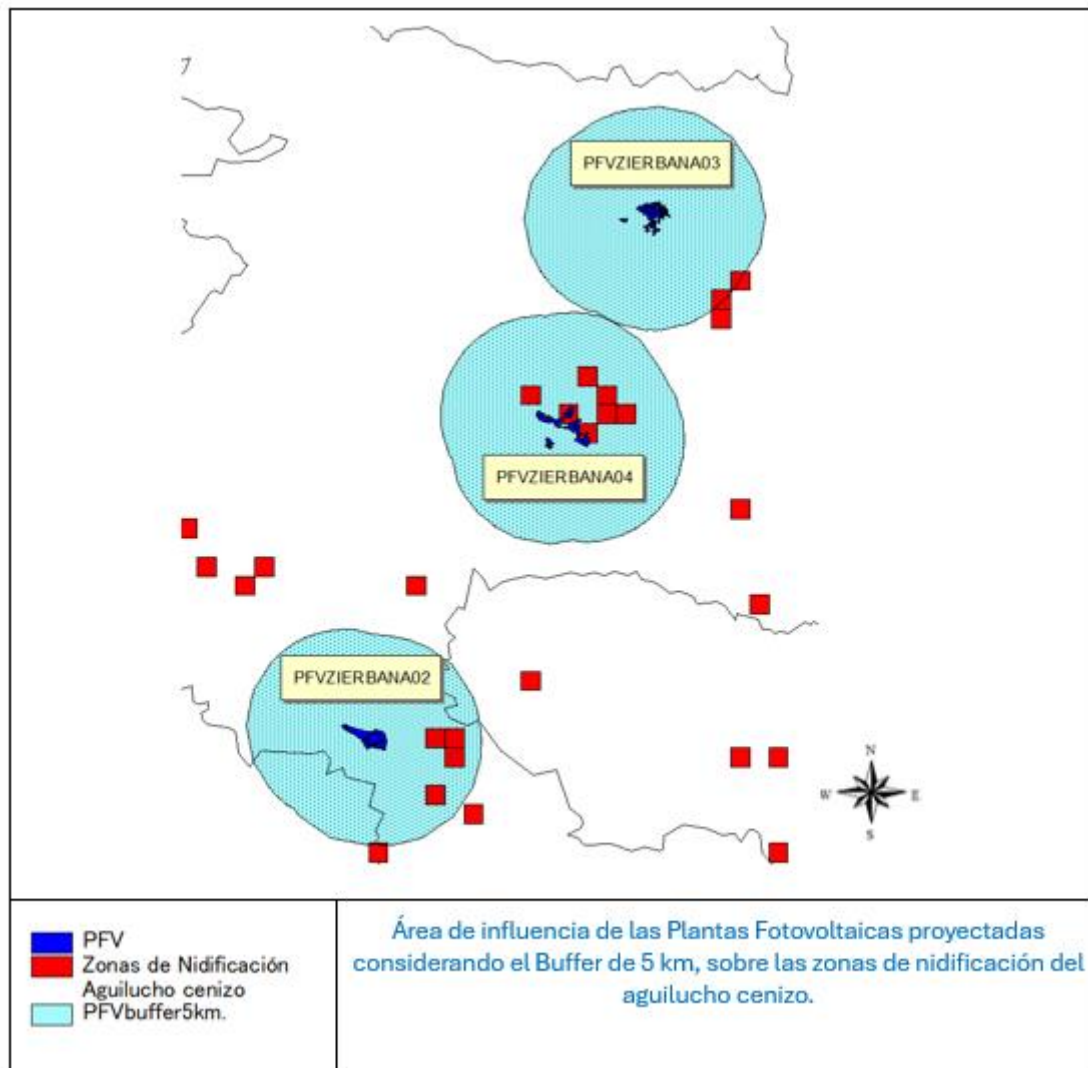 PFVZIERBANA03
PFVZIERBANA04
PFVZIERBANA02
N
W E
S
PFV
Zonas de Nidificación
Aguilucho cenizo
PFVbuffer5km.
Área de influencia de las Plantas Fotovoltaicas proyectadas
considerando el Buffer de 5 km, sobre las zonas de nidificación del
aguilucho cenizo.